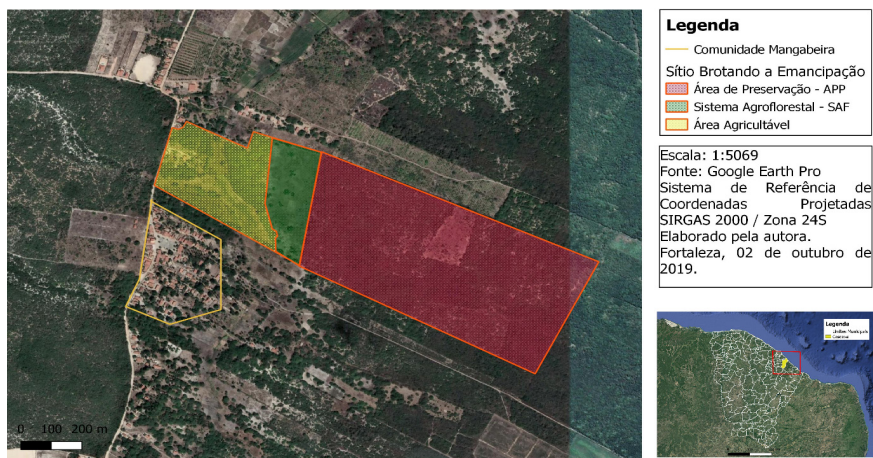 Legenda
Comunidade Mangabeira
Sítio Brotando a Emancipação
Área de Preservação - APP
Sistema Agroflorestal - SAF
Área Agricultável
Escala: 1:5069
Fonte: Google Earth Pro
Sistema de Referência de
Coordenadas Projetadas
SIRGAS 2000 / Zona 24S
Elaborado pela autora.
Fortaleza, 02 de outubro de
2019.
0 100 200 m
Legenda